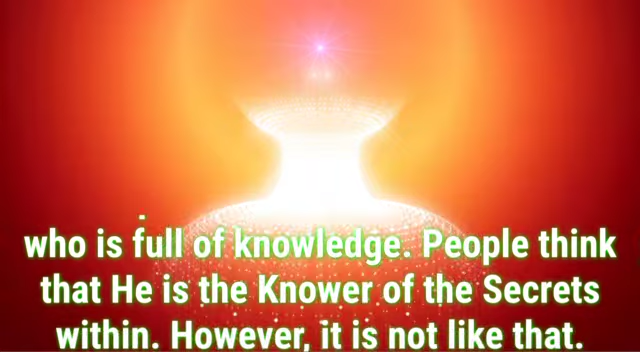 who is full of knowledge. People think
that He is the Knower of the Secrets
within. However, it is not like that.